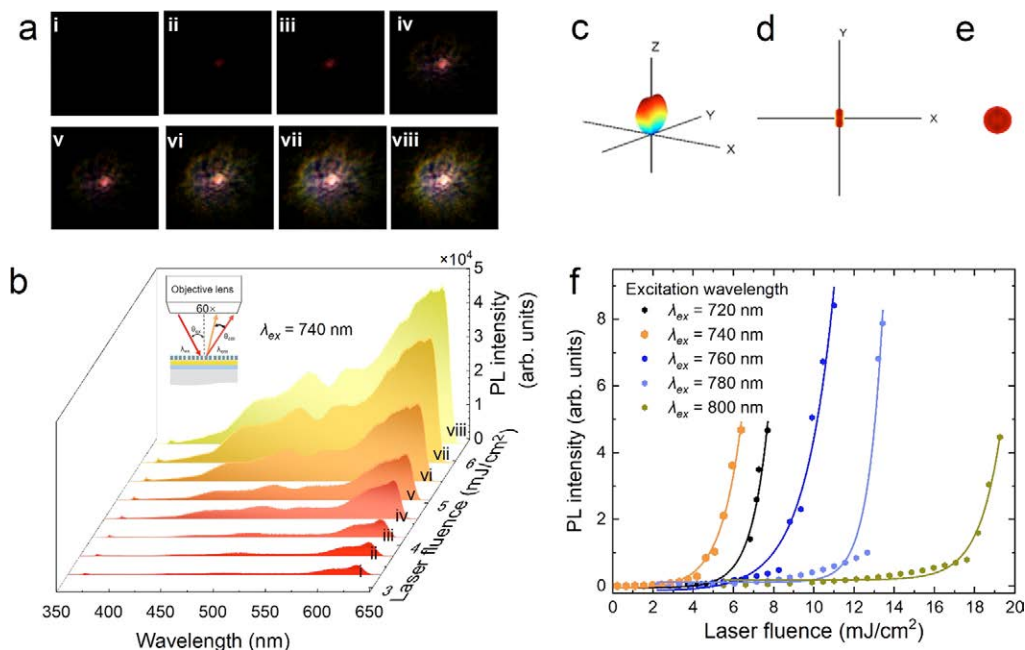 a
i
ii
iii
iv
v
vi
vii
viii
c
Z
Y
X
d
Y
X
e
b
Objective lens
60×
λex = 740 nm
×10⁴
PL intensity
(arb. units)
5
4
3
2
1
0
i
ii
iii
iv
v
vi
vii
viii
3
4
5
6
Laser fluence (mJ/cm²)
350
400
450
500
550
600
650
Wavelength (nm)
f
Excitation wavelength
λex = 720 nm
λex = 740 nm
λex = 760 nm
λex = 780 nm
λex = 800 nm
PL intensity (arb. units)
8
6
4
2
0
0 2 4 6 8 10 12 14 16 18 20
Laser fluence (mJ/cm²)